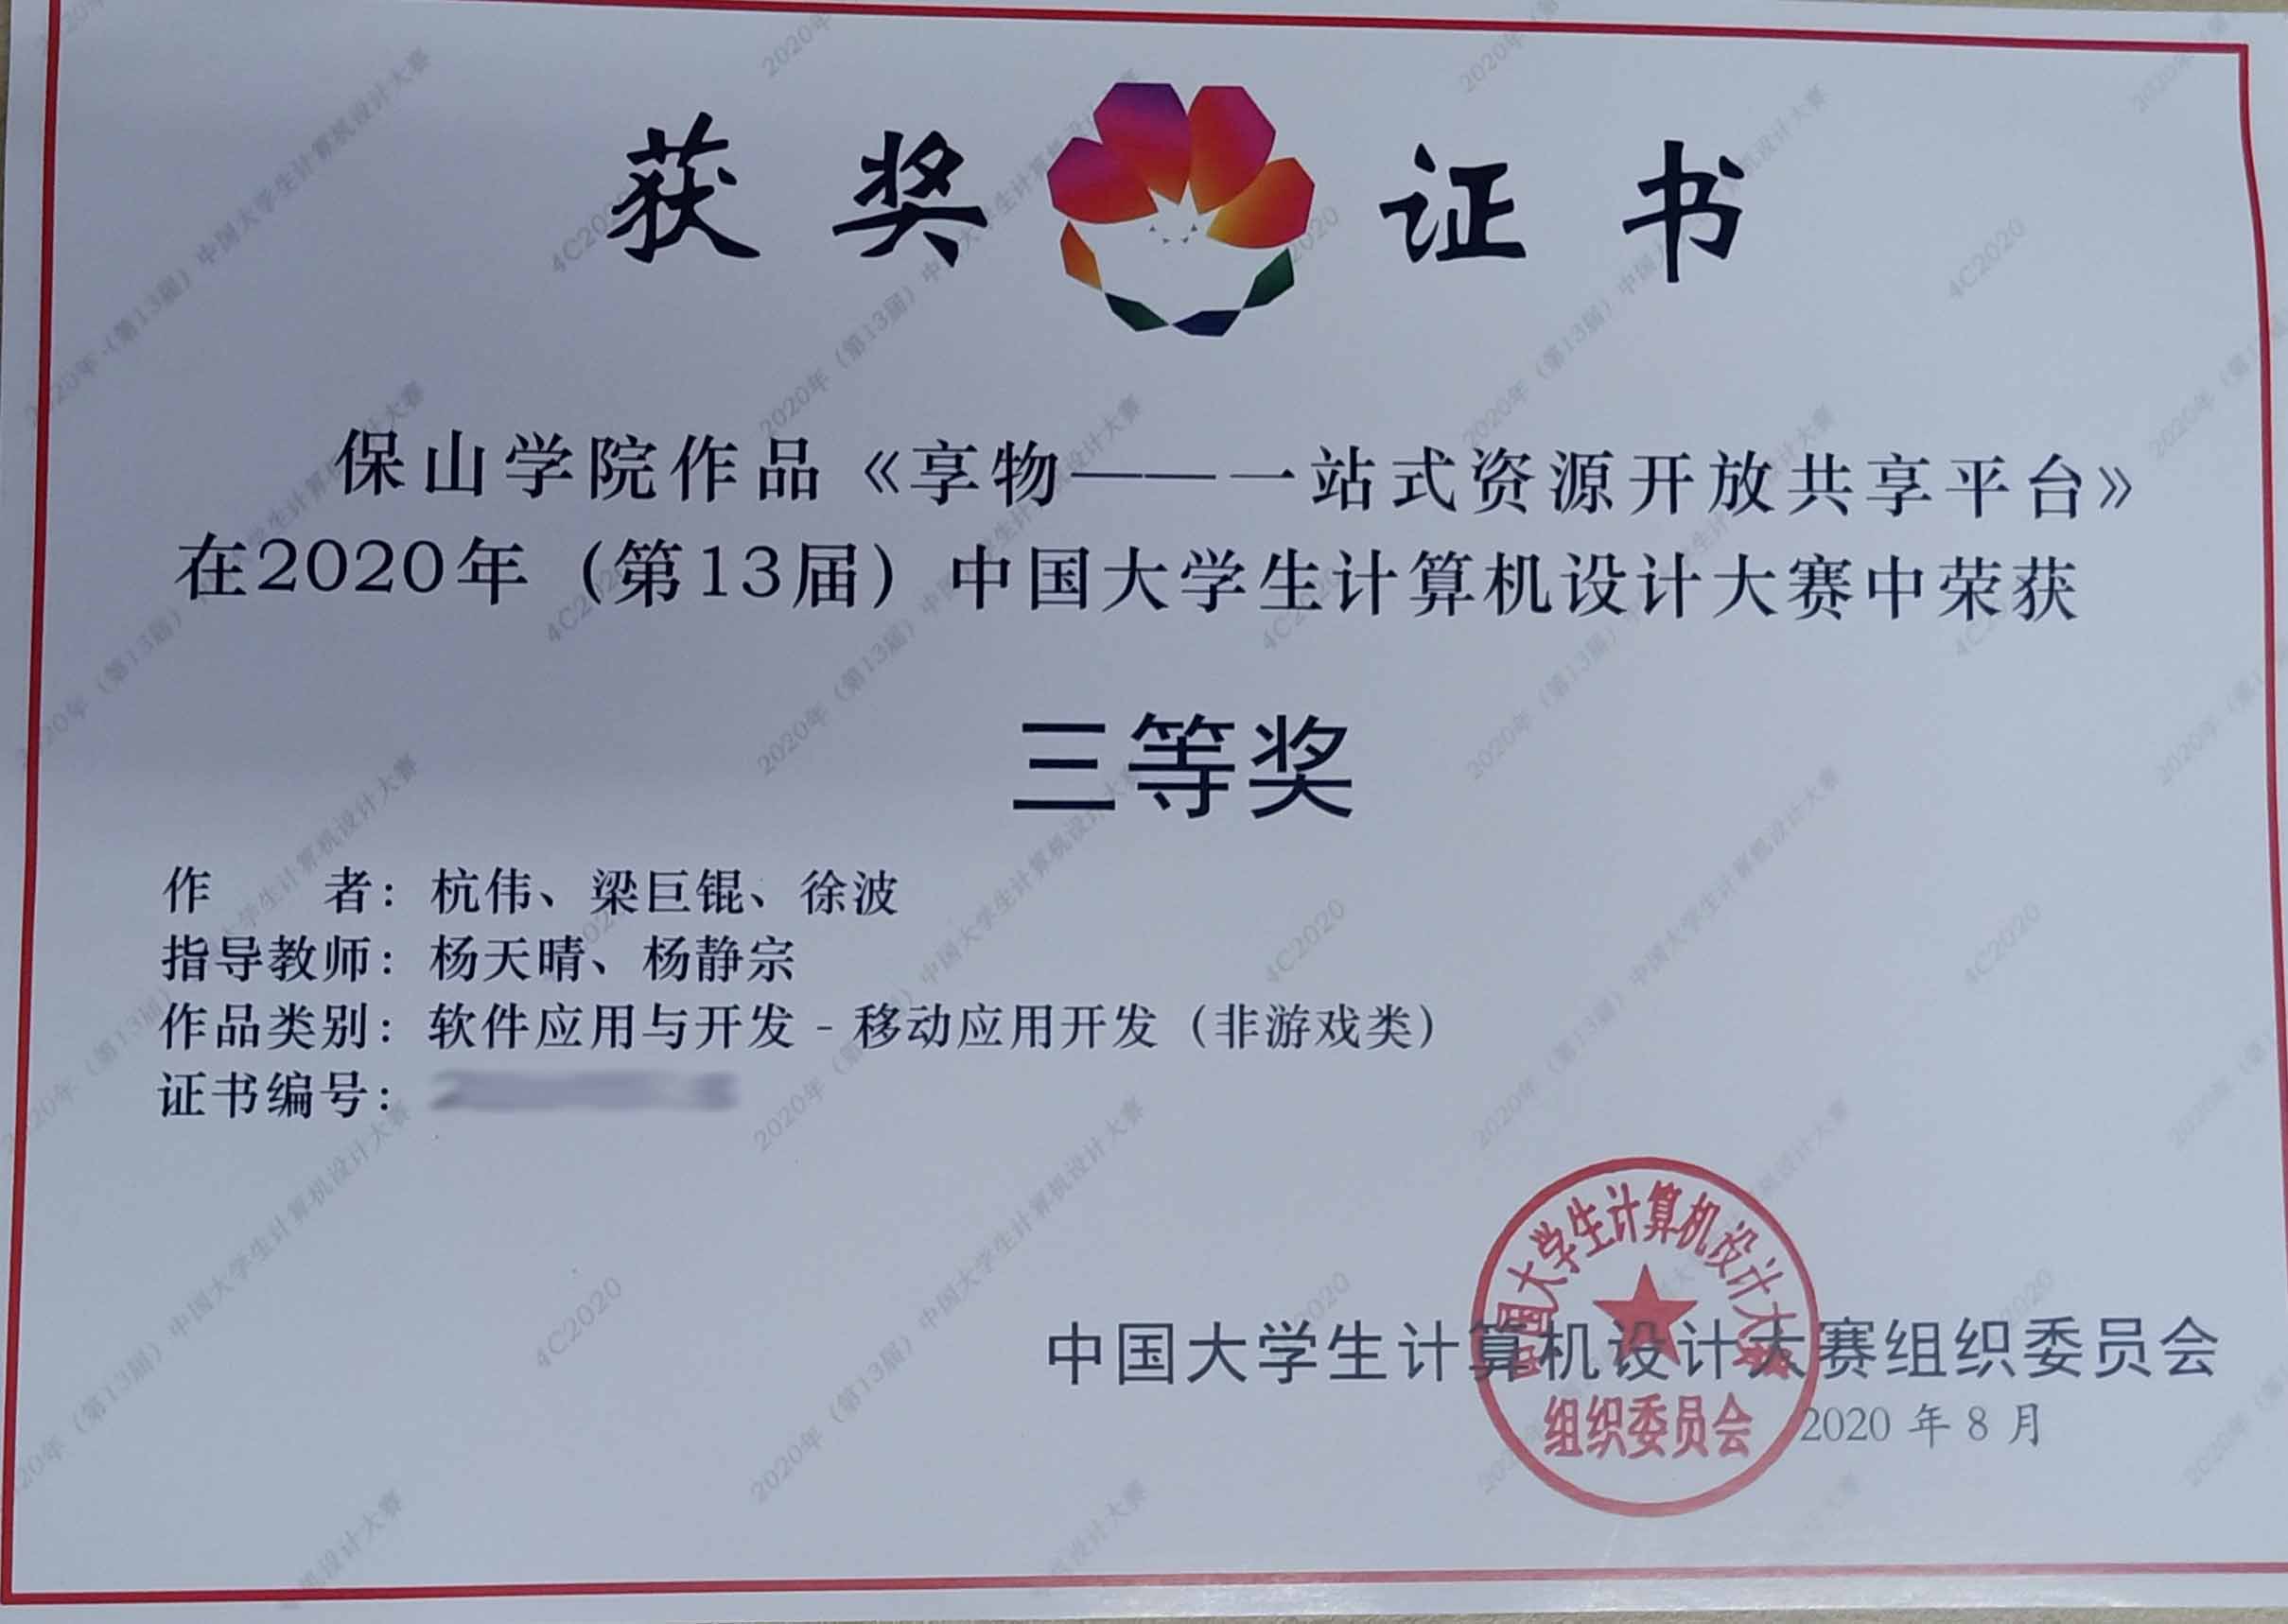 获奖证书
保山学院作品《享物———一站式资源开放共享平台》
在2020年（第13届）中国大学生计算机设计大赛中荣获
三等奖
作 者：杭伟、梁巨锟、徐波
指导教师：杨天晴、杨静宗
作品类别：软件应用与开发 - 移动应用开发（非游戏类）
证书编号：
中国大学生计算机设计大赛组织委员会
2020 年 8 月
中国大学生计算机设计大赛
组织委员会
2020年（第13届）中国大学生计算机设计大赛
4C2020